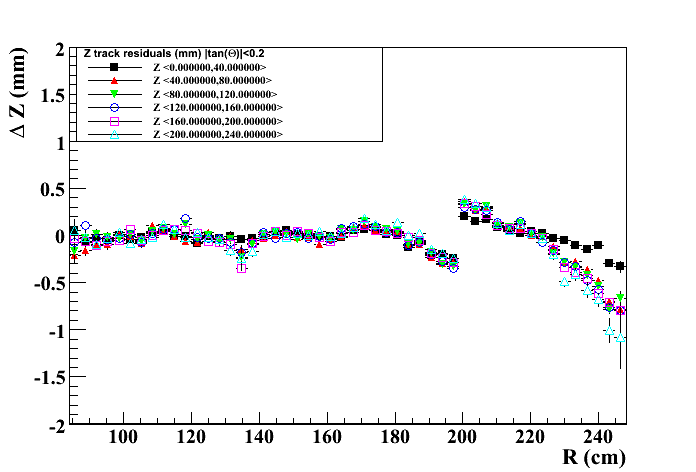 Δ Z (mm)
2
Z track residuals (mm) |tan(Θ)|<0.2
Z <0.000000,40.000000>
Z <40.000000,80.000000>
Z <80.000000,120.000000>
Z <120.000000,160.000000>
Z <160.000000,200.000000>
Z <200.000000,240.000000>
1.5
1
0.5
0
-0.5
-1
-1.5
-2
100 120 140 160 180 200 220 240
R (cm)